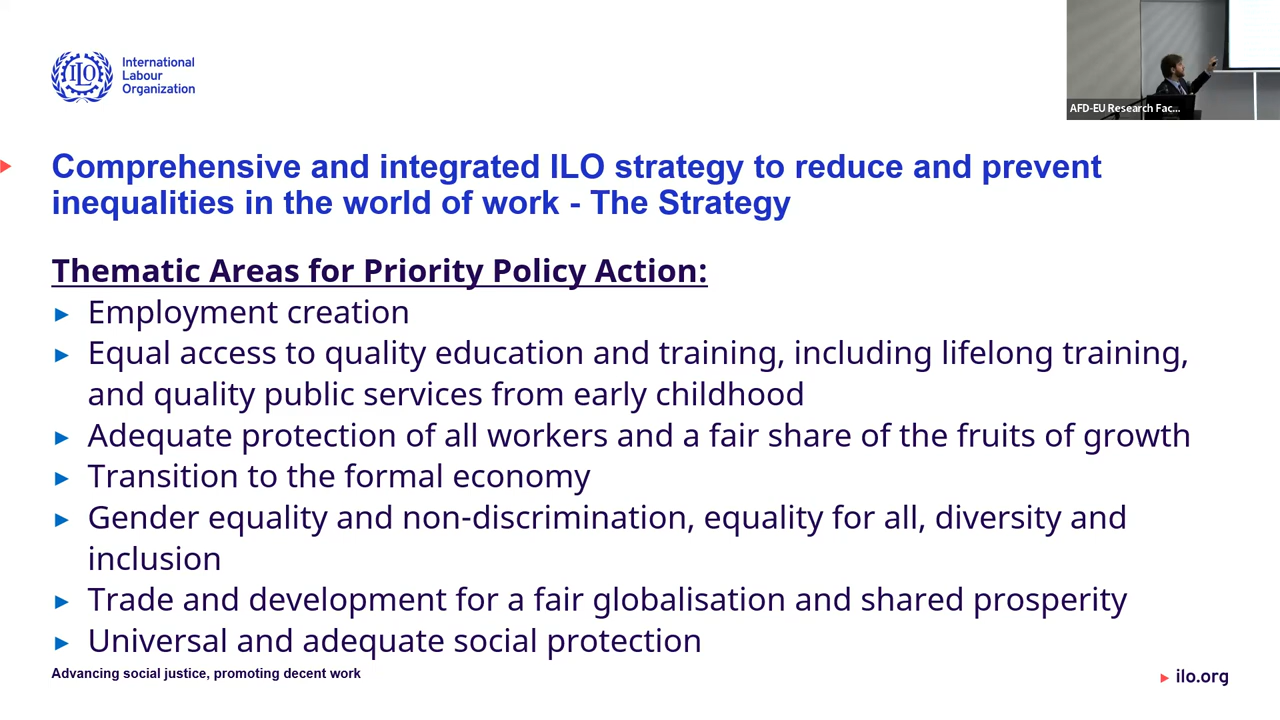 International
Labour
Organization
ILO
AFD-EU Research Fac...
Comprehensive and integrated ILO strategy to reduce and prevent
inequalities in the world of work - The Strategy
Thematic Areas for Priority Policy Action:
► Employment creation
► Equal access to quality education and training, including lifelong training,
and quality public services from early childhood
► Adequate protection of all workers and a fair share of the fruits of growth
► Transition to the formal economy
► Gender equality and non-discrimination, equality for all, diversity and
inclusion
► Trade and development for a fair globalisation and shared prosperity
► Universal and adequate social protection
Advancing social justice, promoting decent work
ilo.org